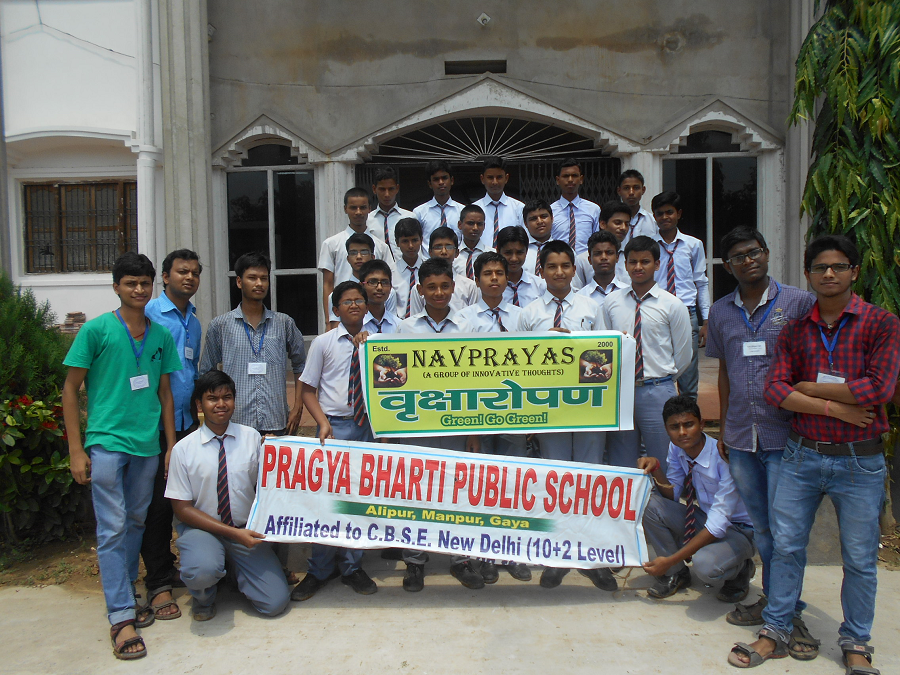 Estd. NAVPRAYAS 2000
(A GROUP OF INNOVATIVE THOUGHTS)
वृक्षारोपण
Green! Go Green!
PRAGYA BHARTI PUBLIC SCHOOL
Alipur, Manpur, Gaya
Affiliated to C.B.S.E. New Delhi (10+2 Level)